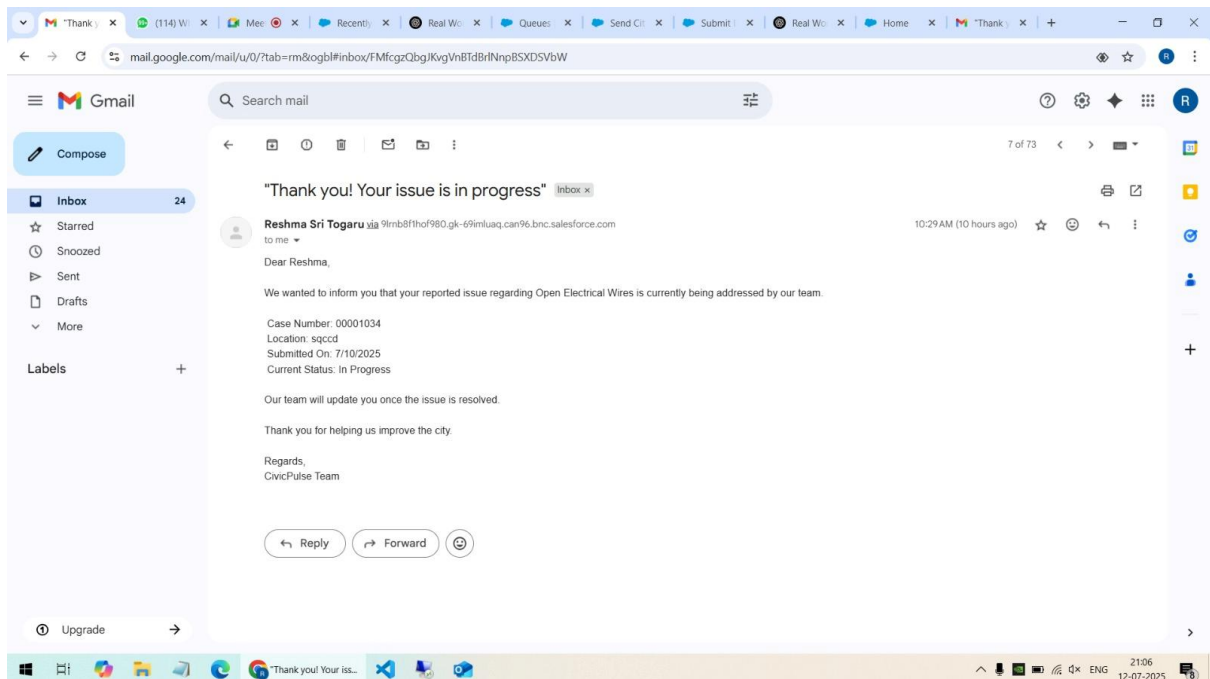 "Thank y
(114) W
Mee
Recently
Real Wo
Queues
Send Cit
Submit
Real Wo
Home
"Thank
mail.google.com/mail/u/0/?tab=rm&ogbl#inbox/FMfcgzQbgJKvgVnBTdBrlNnpBSXDSVbW
R
Gmail
Search mail
R
Compose
7 of 73
31
"Thank you! Your issue is in progress" Inbox x
Inbox 24
Starred
Snoozed
Sent
Drafts
More
Labels
Reshma Sri Togaru via 9lrnb8f1hof980.gk-69imluaq.can96.bnc.salesforce.com
10:29 AM (10 hours ago)
to me
Dear Reshma,
We wanted to inform you that your reported issue regarding Open Electrical Wires is currently being addressed by our team.
Case Number: 00001034
Location: sqccd
Submitted On: 7/10/2025
Current Status: In Progress
Our team will update you once the issue is resolved.
Thank you for helping us improve the city.
Regards,
CivicPulse Team
Reply
Forward
Upgrade
"Thank you! Your iss...
ENG
21:06
12-07-2025
8